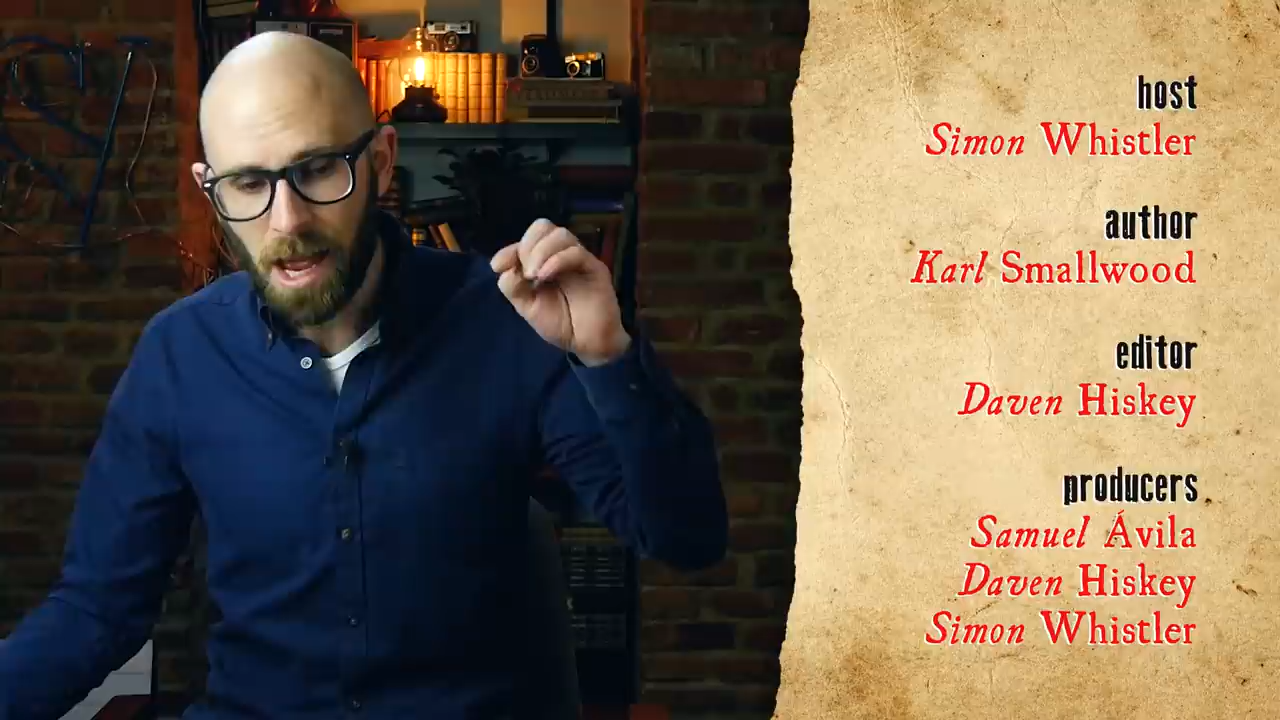 host
Simon Whistler
author
Karl Smallwood
editor
Daven Hiskey
producers
Samuel Ávila
Daven Hiskey
Simon Whistler